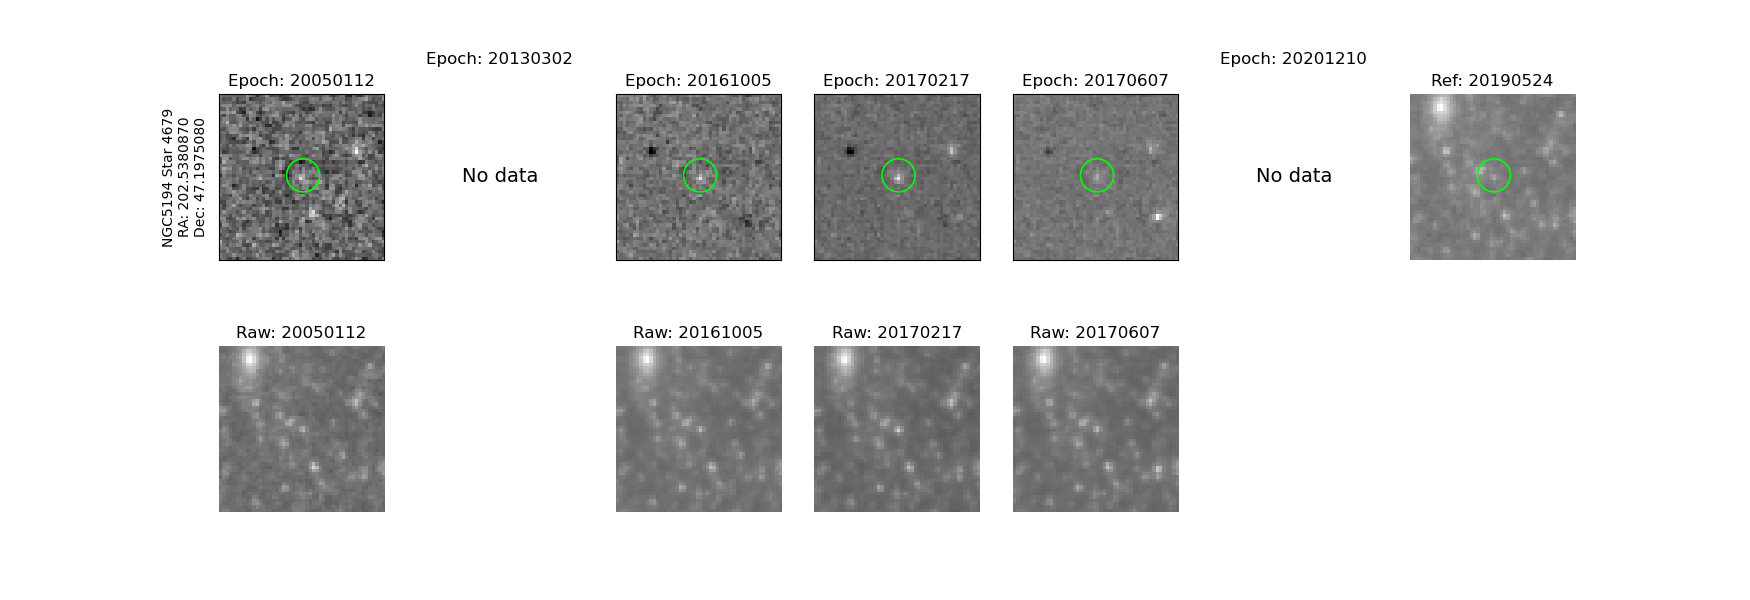 Epoch: 20130302
Epoch: 20201210
Epoch: 20050112
Epoch: 20161005
Epoch: 20170217
Epoch: 20170607
Ref: 20190524
NGC5194 Star 4679
RA: 202.5380870
Dec: 47.1975080
No data
No data
Raw: 20050112
Raw: 20161005
Raw: 20170217
Raw: 20170607